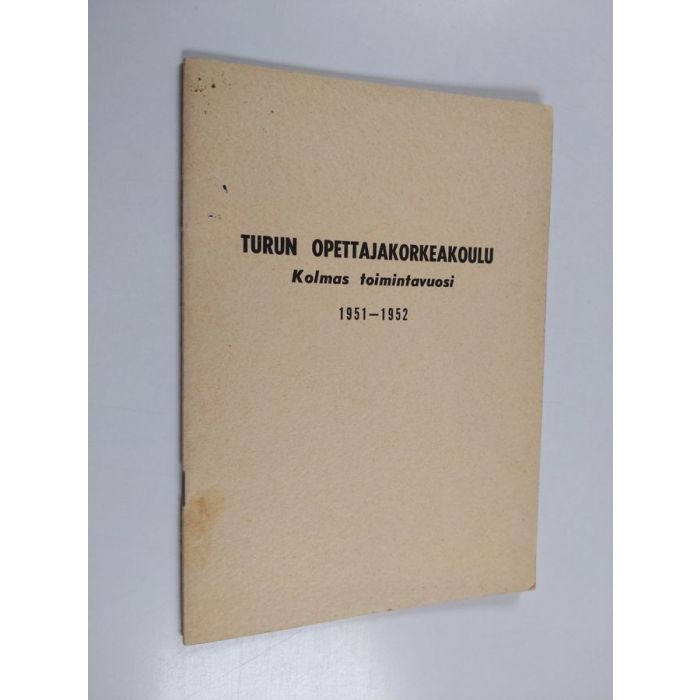 TURUN OPETTAJAKORKEAKOULU
Kolmas toimintavuosi
1951—1952